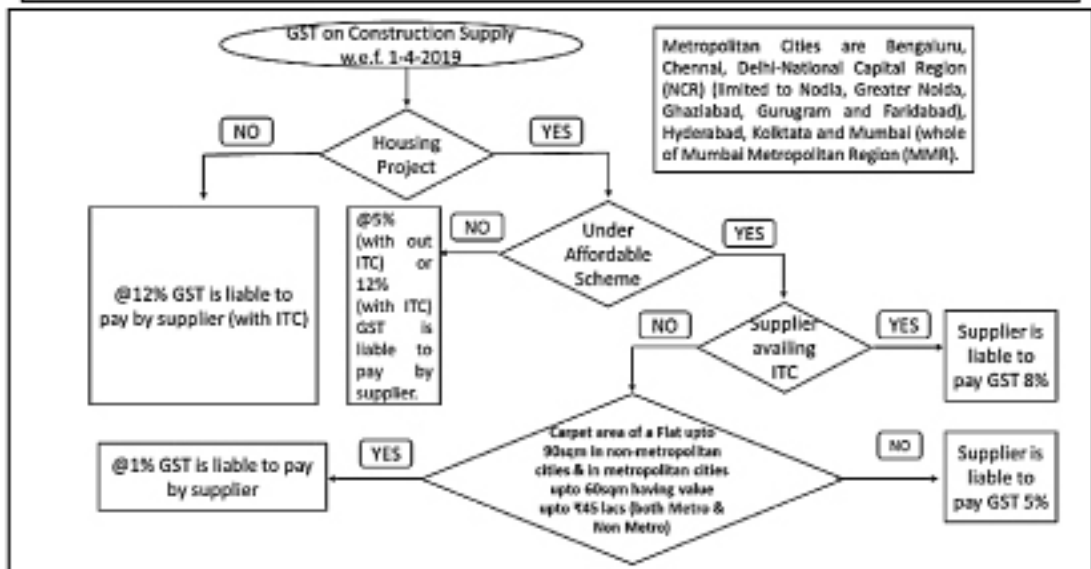 GST on Construction Supply
w.e.f. 1-4-2019
Metropolitan Cities are Bengaluru,
Chennai, Delhi-National Capital Region
(NCR) (limited to Nodia, Greater Noida,
Ghaziabad, Gurugram and Faridabad),
Hyderabad, Kolktata and Mumbai (whole
of Mumbai Metropolitan Region (MMR).
NO
YES
Housing
Project
@12% GST is liable to
pay by supplier (with ITC)
@5%
(with out
ITC) or
12%
(with ITC)
GST is
liable to
pay by
supplier.
NO
Under
Affordable
Scheme
YES
NO
Supplier
availing
ITC
YES
Supplier is
liable to
pay GST 8%
@1% GST is liable to pay
by supplier
YES
Carpet area of a Flat upto
90sqm in non-metropolitan
cities & in metropolitan cities
upto 60sqm having value
upto ₹45 lacs (both Metro &
Non Metro)
NO
Supplier is
liable to
pay GST 5%